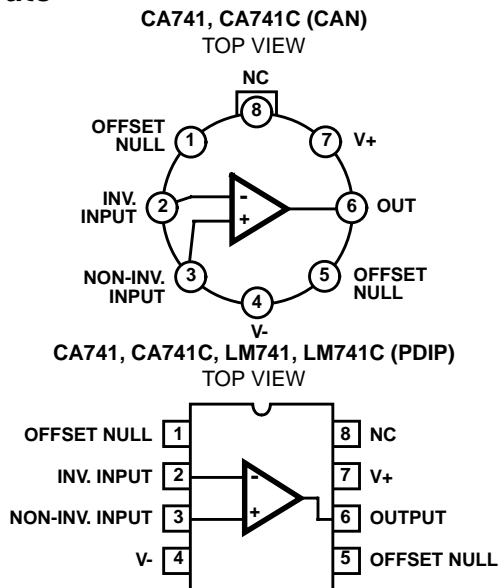 CA741, CA741C (CAN)
TOP VIEW
NC
8
OFFSET
NULL
1
7
V+
INV.
INPUT
2
-
+
6
OUT
NON-INV.
INPUT
3
5
OFFSET
NULL
4
V-
CA741, CA741C, LM741, LM741C (PDIP)
TOP VIEW
OFFSET NULL 1
8 NC
INV. INPUT 2
-
7 V+
NON-INV. INPUT 3
+
6 OUTPUT
V- 4
5 OFFSET NULL